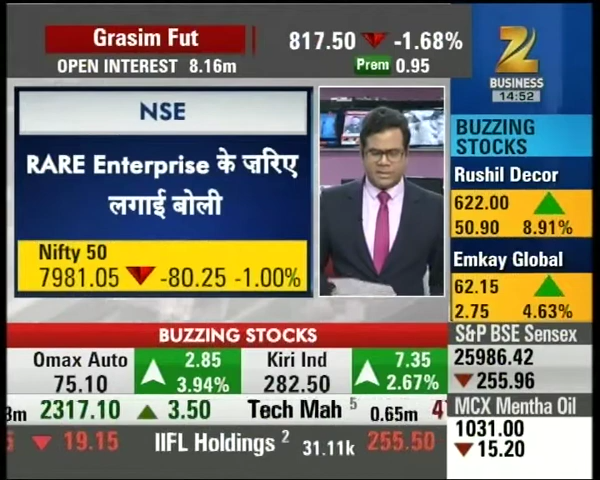 Grasim Fut
817.50 -1.68%
OPEN INTEREST 8.16m
Prem 0.95
Z
BUSINESS
14:52
NSE
RARE Enterprise के ज़रिए
लगाई बोली
Nifty 50
7981.05 -80.25 -1.00%
BUZZING
STOCKS
Rushil Decor
622.00
50.90 8.91%
Emkay Global
62.15
2.75 4.63%
S&P BSE Sensex
25986.42
255.96
MCX Mentha Oil
1031.00
15.20
BUZZING STOCKS
Omax Auto 2.85 Kiri Ind 7.35
75.10 3.94% 282.50 2.67%
3m 2317.10 3.50 Tech Mah 5 0.65m
19.15 IIFL Holdings 2 31.11k 255.50